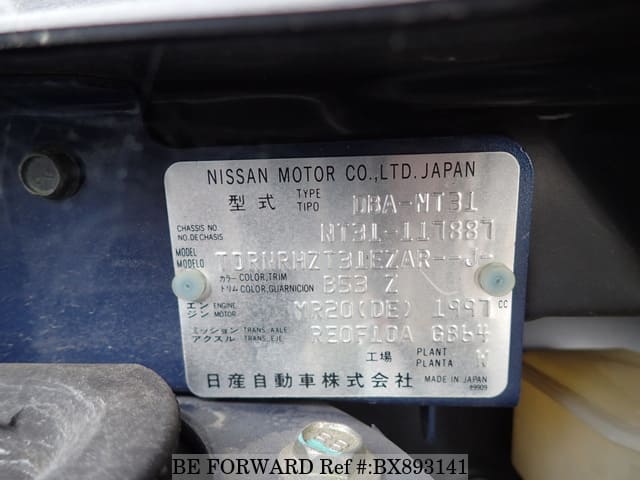 NISSAN MOTOR CO.,LTD. JAPAN
型式 TYPE TIPO DBA-NT31
CHASSIS NO NO.DE CHASIS NT31-117887
MODEL MODELO TDRNRHZT31EZAR--J-
カラー COLOR,TRIM トリム COLOR,GUARNICION B53 Z
エンジン ENGINE MOTOR MR20(DE) 1997 cc
ミッション アクスル TRANS. AXLE TRANS. EJE RE0F10A G864
工場 PLANT PLANTA W
日産自動車株式会社 MADE IN JAPAN
89909
BE FORWARD Ref #:BX893141